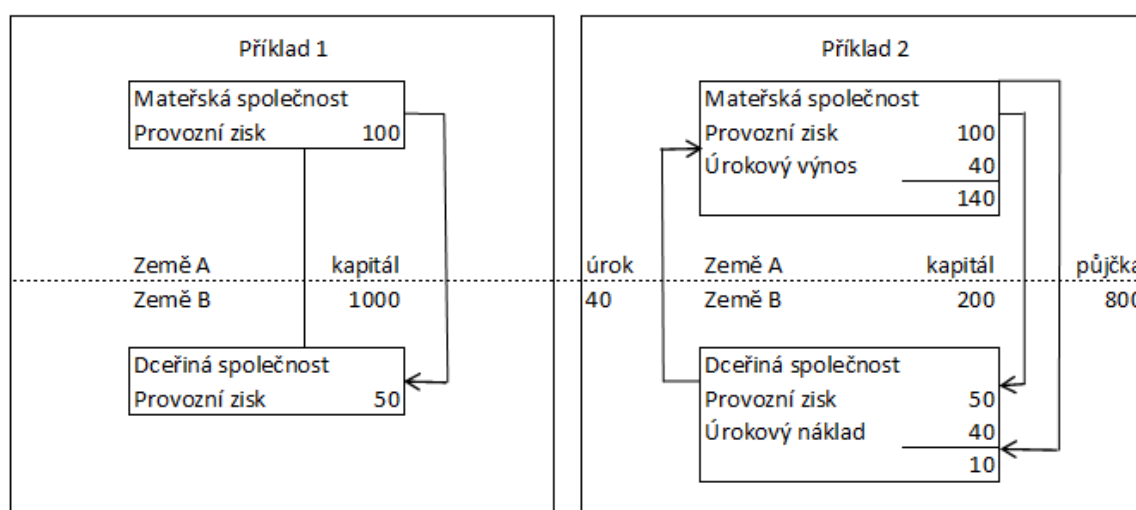 Příklad 1
Mateřská společnost
Provozní zisk 100
Země A kapitál
Země B 1000
Dceřiná společnost
Provozní zisk 50
Příklad 2
Mateřská společnost
Provozní zisk 100
Úrokový výnos 40
140
úrok Země A kapitál půjčka
40 Země B 200 800
Dceřiná společnost
Provozní zisk 50
Úrokový náklad 40
10